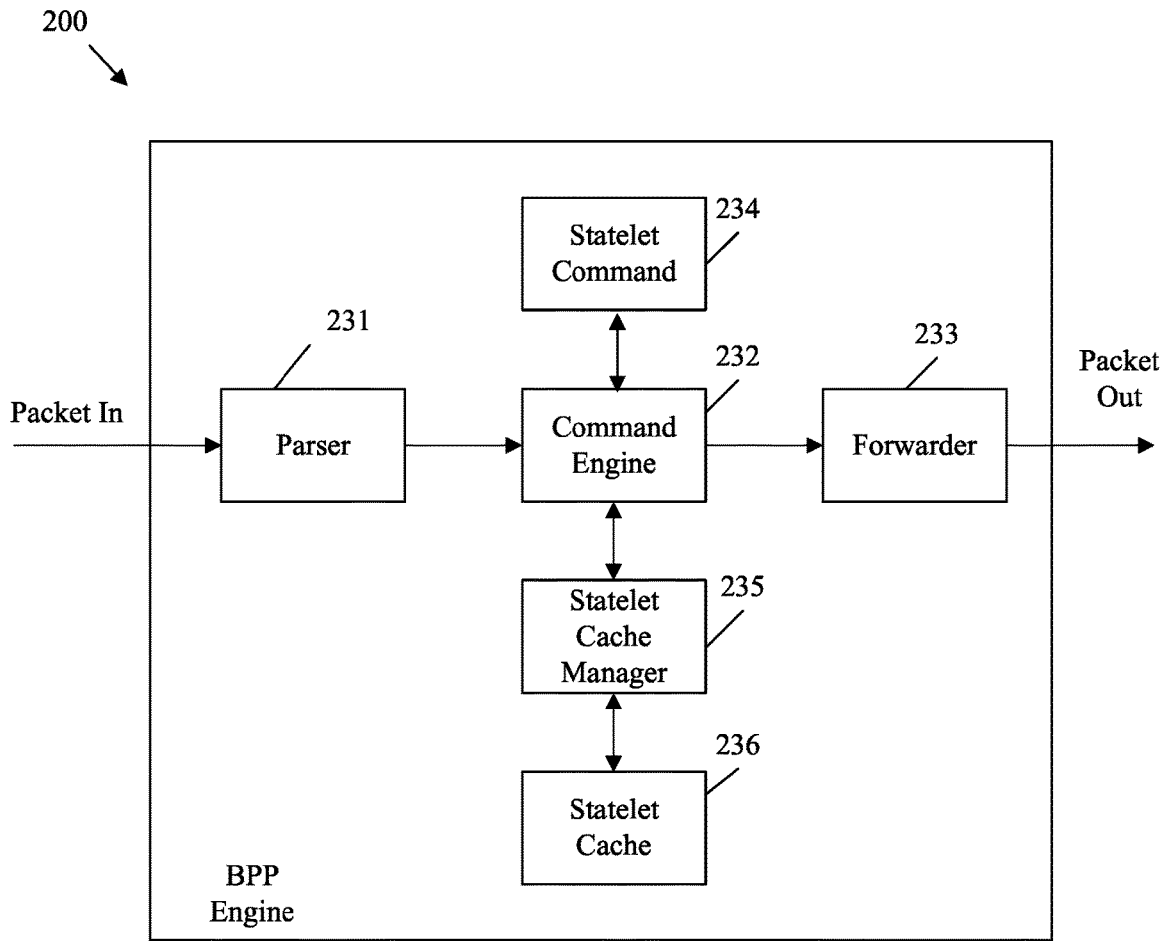 200
234
Statelet
Command
231
232
233
Packet
Out
Packet In
Parser
Command
Engine
Forwarder
235
Statelet
Cache
Manager
236
Statelet
Cache
BPP
Engine